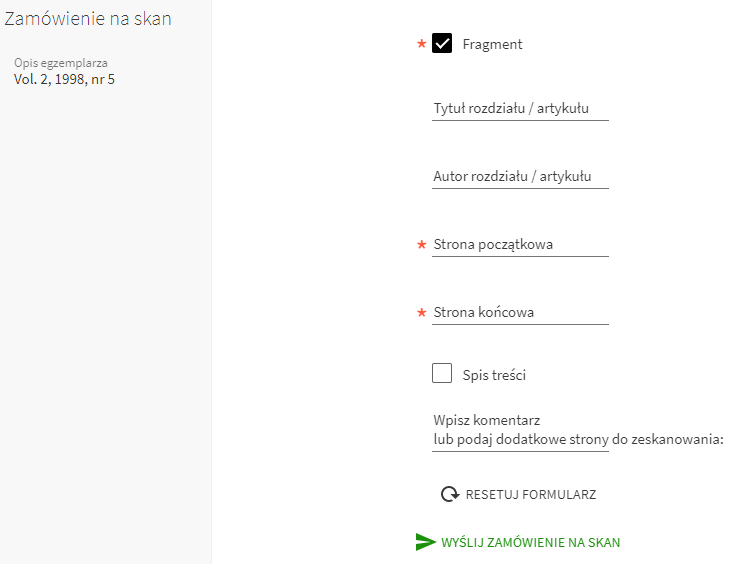 Zamówienie na skan
Opis egzemplarza
Vol. 2, 1998, nr 5
* Fragment
Tytuł rozdziału / artykułu
Autor rozdziału / artykułu
* Strona początkowa
* Strona końcowa
Spis treści
Wpisz komentarz
lub podaj dodatkowe strony do zeskanowania:
RESETUJ FORMULARZ
WYŚLIJ ZAMÓWIENIE NA SKAN